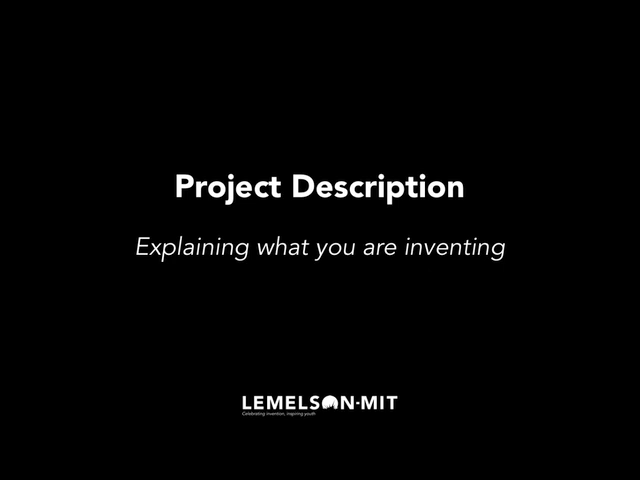 Project Description
Explaining what you are inventing
LEMELSON-MIT
Celebrating invention, inspiring youth